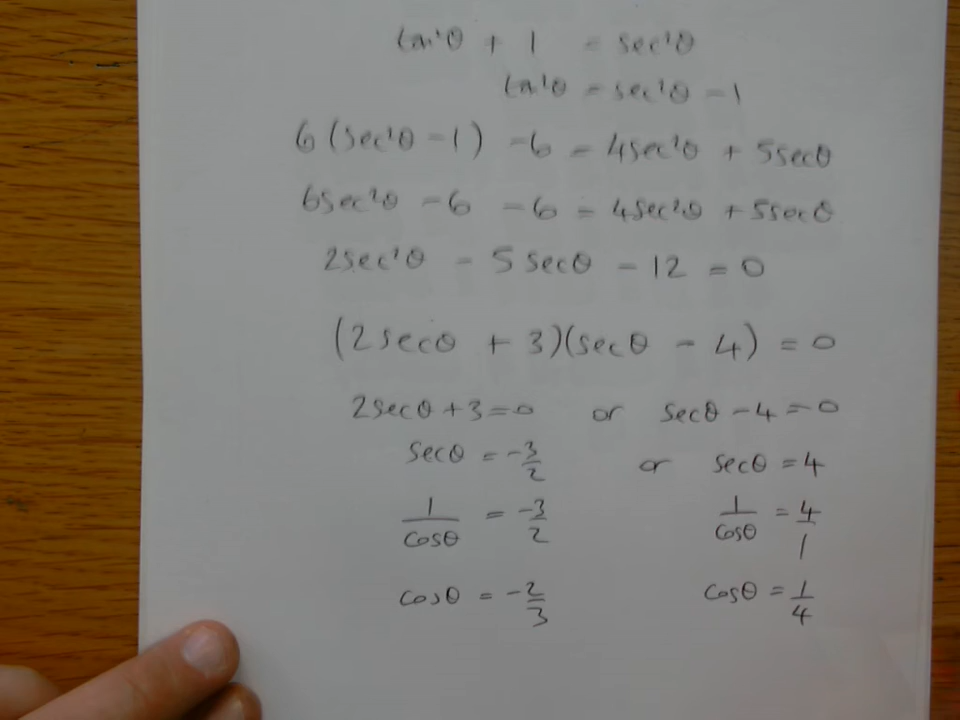 tan²θ + 1 = sec²θ
tan²θ = sec²θ - 1
6(sec²θ - 1) - 6 = 4sec²θ + 5secθ
6sec²θ - 6 - 6 = 4sec²θ + 5secθ
2sec²θ - 5secθ - 12 = 0
(2secθ + 3)(secθ - 4) = 0
2secθ + 3 = 0 or secθ - 4 = 0
secθ = -3/2 or secθ = 4
1/cosθ = -3/2 1/cosθ = 4/1
cosθ = -2/3 cosθ = 1/4